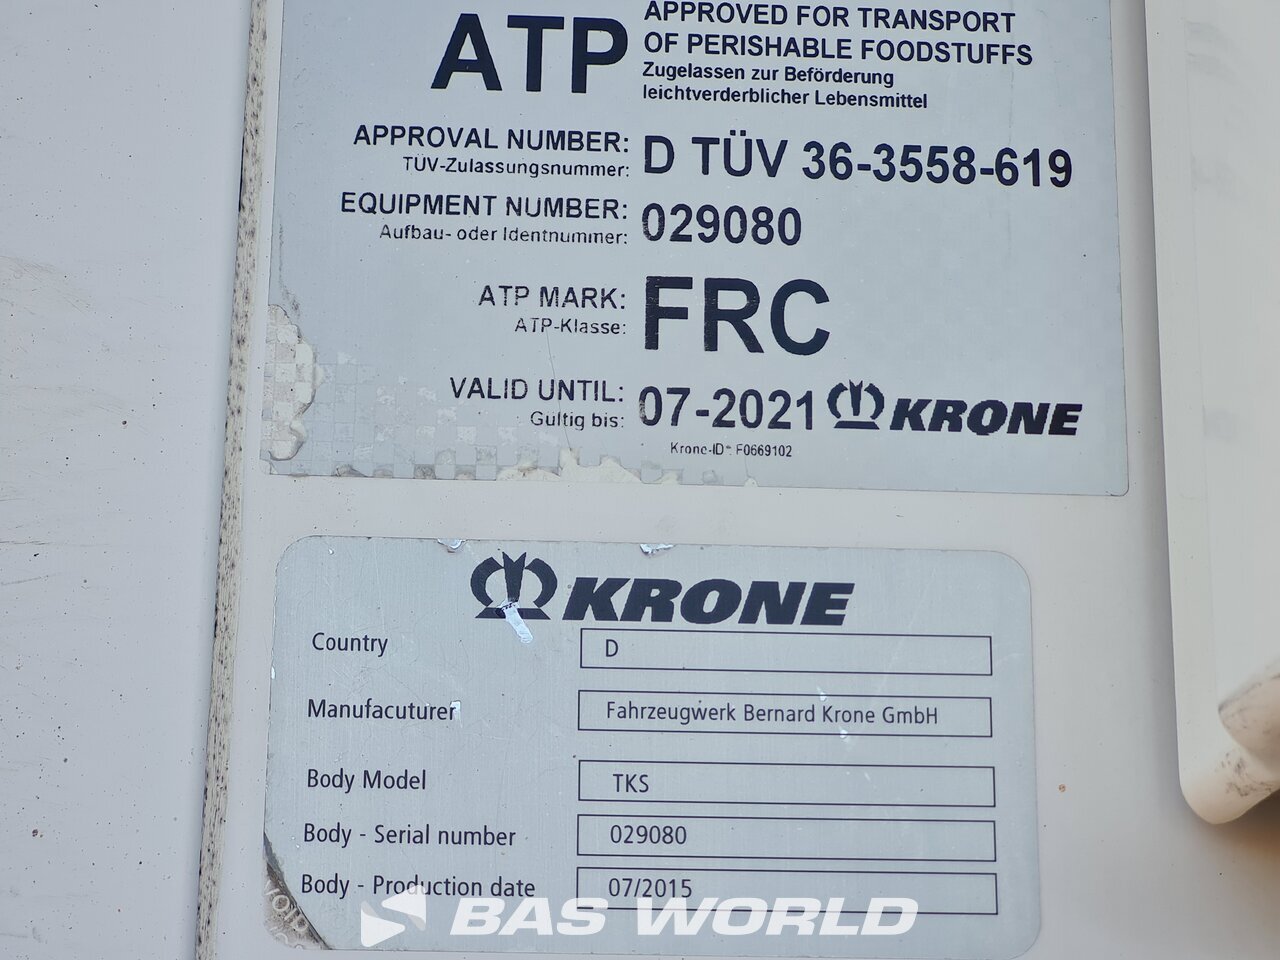 ATP
APPROVED FOR TRANSPORT
OF PERISHABLE FOODSTUFFS
Zugelassen zur Beförderung
leichtverderblicher Lebensmittel
APPROVAL NUMBER: D TÜV 36-3558-619
TÜV-Zulassungsnummer:
EQUIPMENT NUMBER: 029080
Aufbau- oder Identnummer:
ATP MARK: FRC
ATP-Klasse:
VALID UNTIL: 07-2021 KRONE
Gültig bis:
Krone-ID: F0669102
KRONE
Country D
Manufacuturer Fahrzeugwerk Bernard Krone GmbH
Body Model TKS
Body - Serial number 029080
Body - Production date 07/2015
BAS WORLD